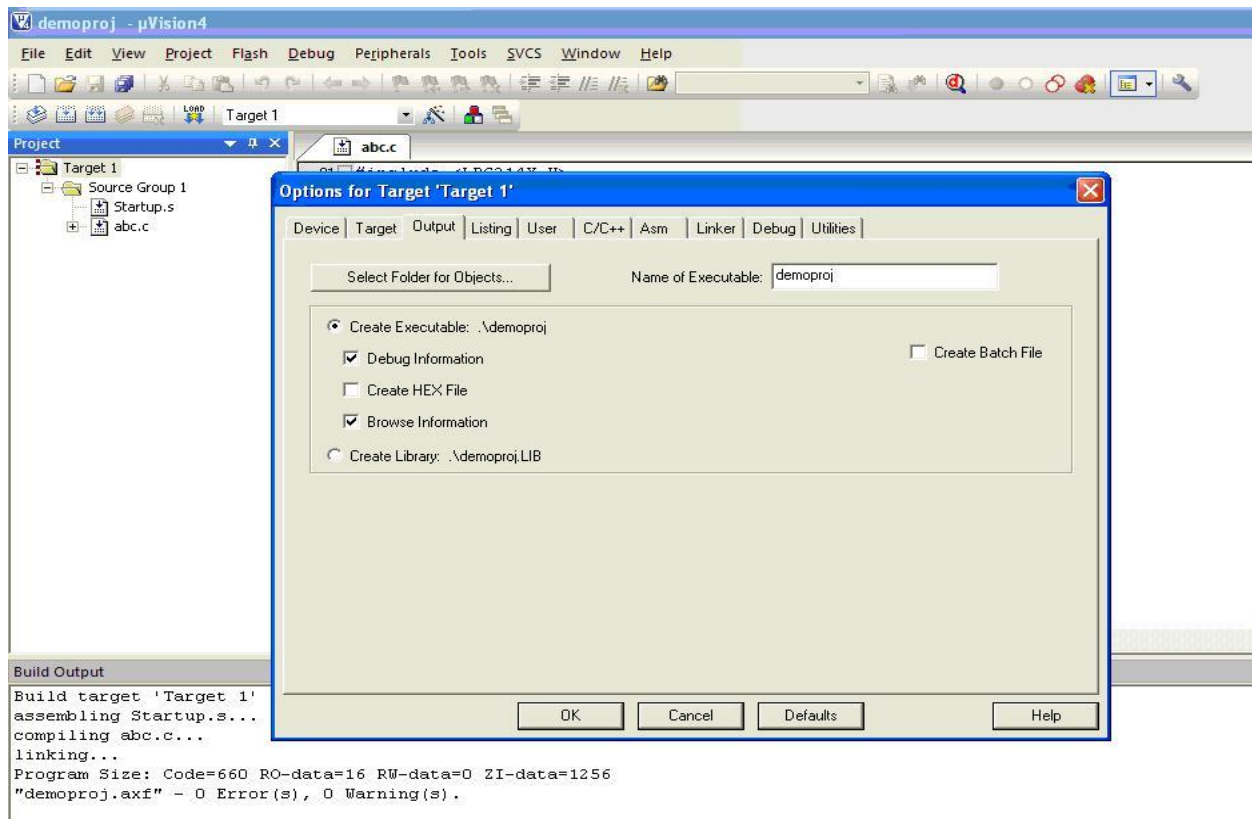 demoproj - µVision4
File Edit View Project Flash Debug Peripherals Tools SVCS Window Help
LOAD Target 1
Project
abc.c
Target 1
Source Group 1
Startup.s
abc.c
01 #include <LPC214X.H>
Options for Target 'Target 1'
Device Target Output Listing User C/C++ Asm Linker Debug Utilities
Select Folder for Objects... Name of Executable: demoproj
Create Executable: .\demoproj
Debug Information
Create Batch File
Create HEX File
Browse Information
Create Library: .\demoproj.LIB
OK Cancel Defaults Help
Build Output
Build target 'Target 1'
assembling Startup.s...
compiling abc.c...
linking...
Program Size: Code=660 RO-data=16 RW-data=0 ZI-data=1256
"demoproj.axf" - 0 Error(s), 0 Warning(s).